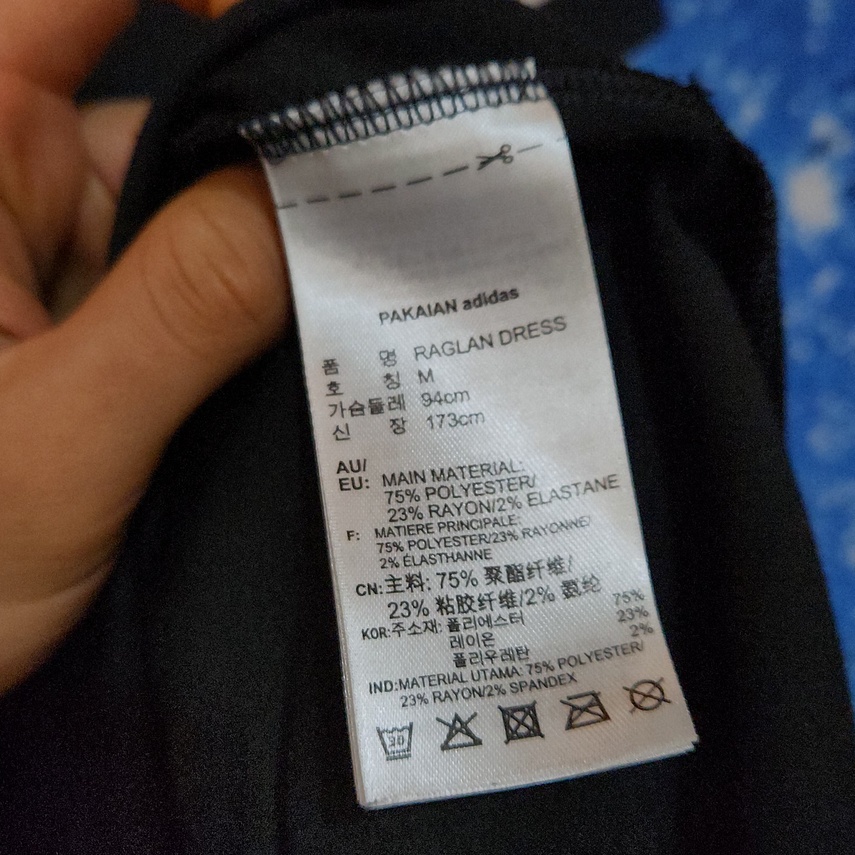 PAKAIAN adidas
품 명 RAGLAN DRESS
호 칭 M
가슴둘레 94cm
신 장 173cm
AU/
EU: MAIN MATERIAL:
75% POLYESTER/
23% RAYON/2% ELASTANE
F: MATIERE PRINCIPALE:
75% POLYESTER/23% RAYONNE/
2% ÉLASTHANNE
CN:主料: 75% 聚酯纤维/
23% 粘胶纤维/2% 氨纶
KOR:주소재: 폴리에스터 75%
레이온 23%
폴리우레탄 2%
IND:MATERIAL UTAMA: 75% POLYESTER/
23% RAYON/2% SPANDEX
30